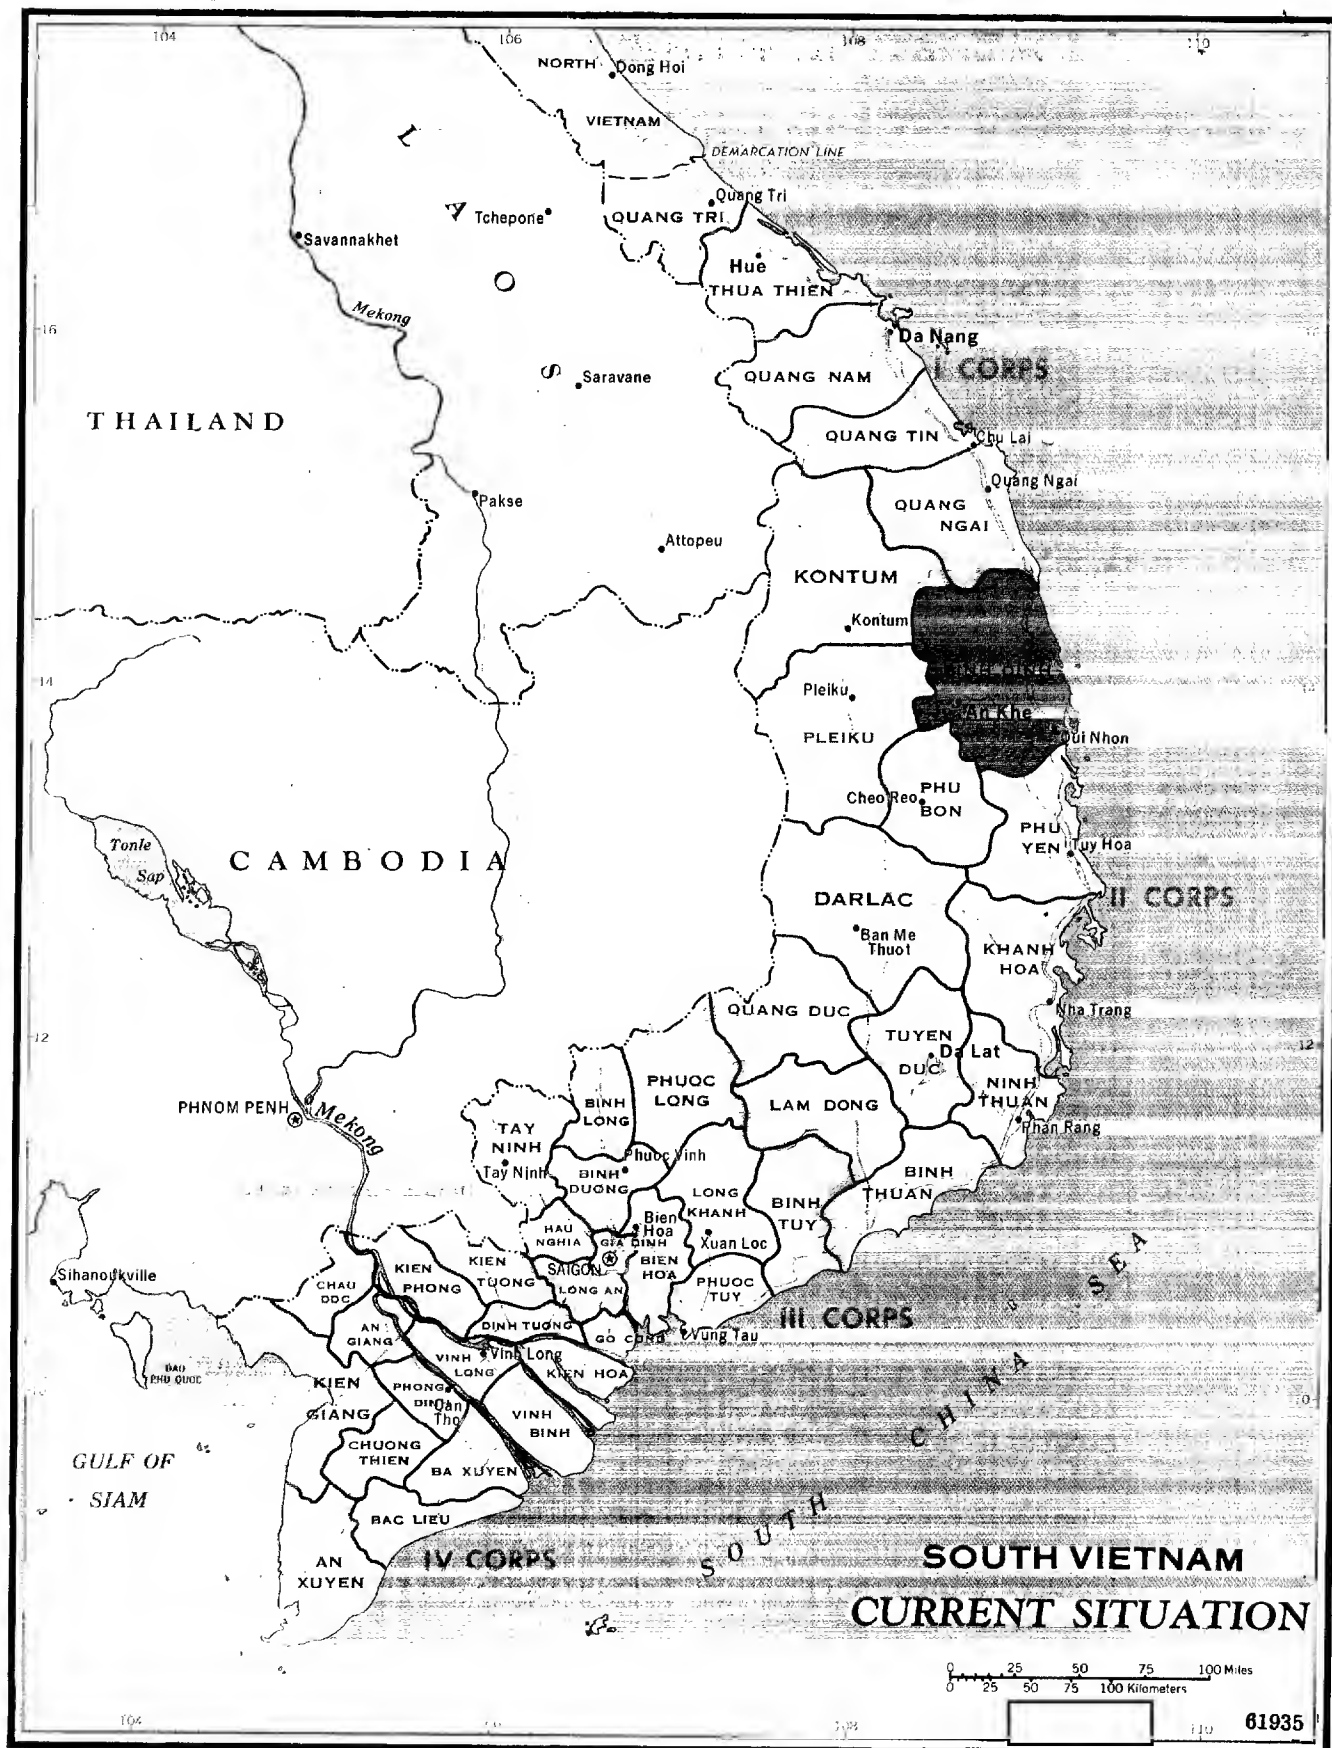 104
106
108
110
NORTH
Dong Hoi
VIETNAM
DEMARCATION LINE
L
A
O
S
Tchepone
Quang Tri
QUANG TRI
Savannakhet
Hue
THUA THIEN
Mekong
16
Da Nang
I CORPS
Saravane
QUANG NAM
THAILAND
QUANG TIN
Chu Lai
Pakse
Quang Ngai
QUANG
NGAI
Attopeu
KONTUM
Kontum
BINH DINH
14
Pleiku
An Khe
PLEIKU
Qui Nhon
Cheo Reo
PHU
BON
PHU
YEN
Tuy Hoa
Tonle
Sap
CAMBODIA
DARLAC
II CORPS
Ban Me
Thuot
KHANH
HOA
QUANG DUC
Nha Trang
12
12
TUYEN
DUC
Da Lat
PHUOC
LONG
NINH
THUAN
BINH
LONG
LAM DONG
PHNOM PENH
Mekong
TAY
NINH
Phan Rang
Tay Ninh
Phuoc Vinh
BINH
DUONG
BINH
THUAN
LONG
KHANH
BINH
TUY
HAU
NGHIA
Bien
Hoa
GIA DINH
Xuan Loc
KIEN
PHONG
KIEN
TUONG
SAIGON
BIEN
HOA
Sihanoukville
CHAU
DOC
LONG AN
PHUOC
TUY
SEA
AN
GIANG
DINH TUONG
GO CONG
Vung Tau
III CORPS
VINH
LONG
Vinh Long
KIEN HOA
DAO
PHU QUOC
KIEN
GIANG
PHONG
DINH
Can
Tho
VINH
BINH
CHINA
CHUONG
THIEN
BA XUYEN
GULF OF
SIAM
BAC LIEU
SOUTH
AN
XUYEN
IV CORPS
SOUTH VIETNAM
CURRENT SITUATION
0 25 50 75 100 Miles
0 25 50 75 100 Kilometers
104
108
110
61935